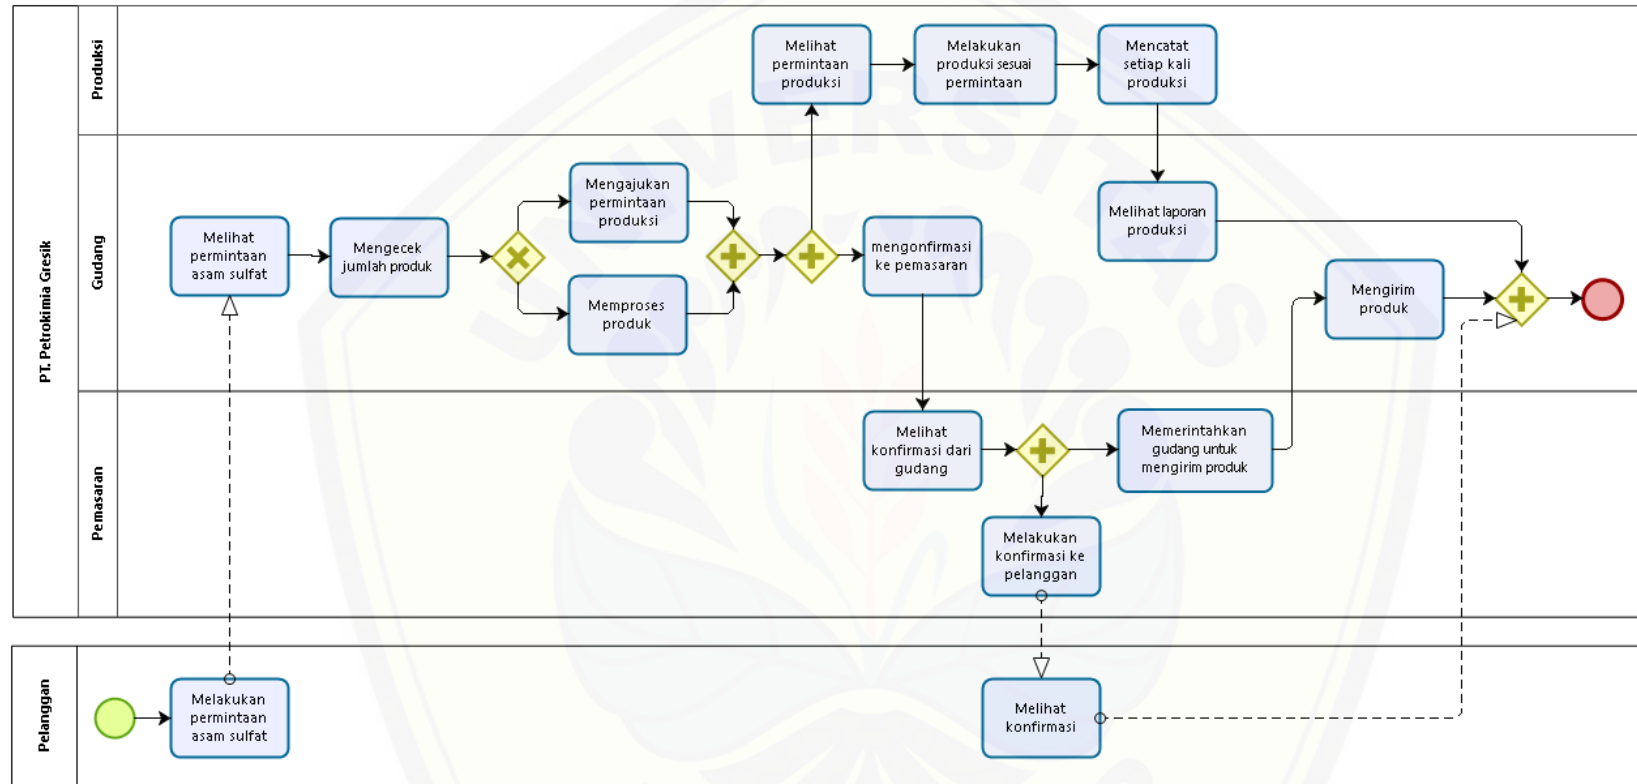 PT. Petrokimia Gresik
Produksi
Melihat
permintaan
produksi
Melakukan
produksi sesuai
permintaan
Mencatat
setiap kali
produksi
Gudang
Melihat
permintaan
asam sulfat
Mengecek
jumlah produk
Mengajukan
permintaan
produksi
Memproses
produk
mengonfirmasi
ke pemasaran
Melihat laporan
produksi
Mengirim
produk
Pemasaran
Melihat
konfirmasi dari
gudang
Memerintahkan
gudang untuk
mengirim produk
Melakukan
konfirmasi ke
pelanggan
Pelanggan
Melakukan
permintaan
asam sulfat
Melihat
konfirmasi
UNIVERSITAS